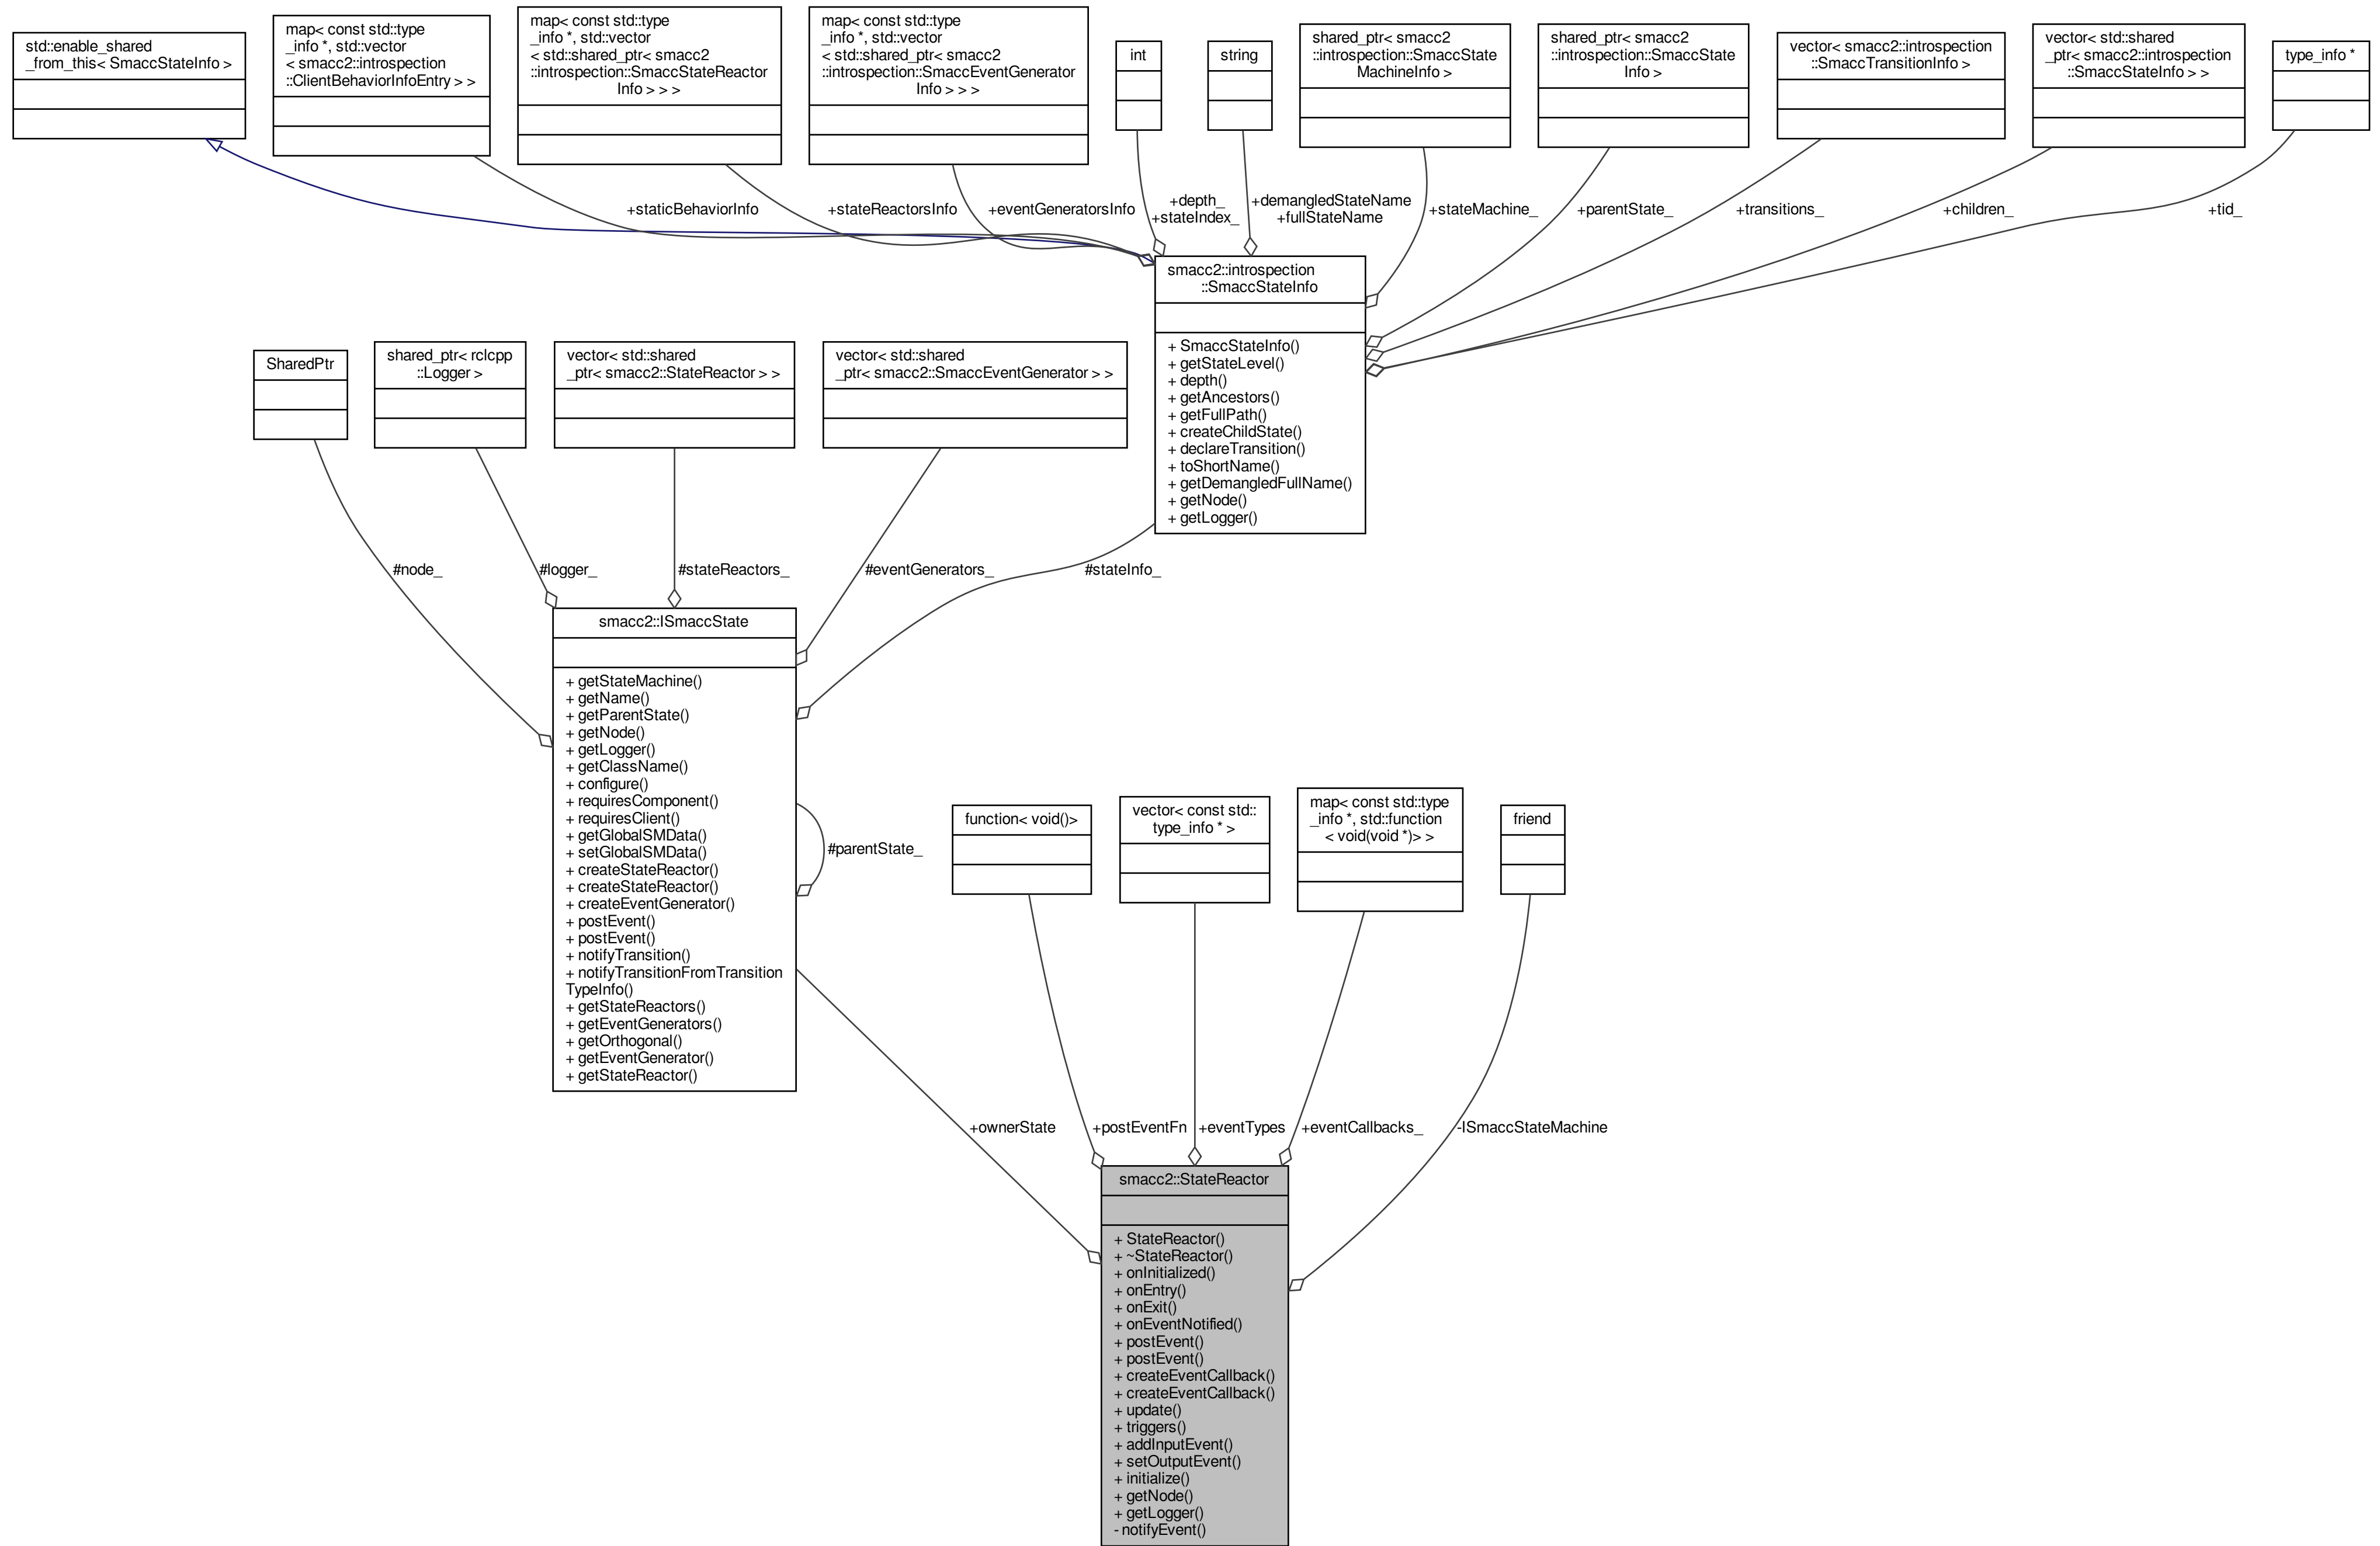 std::enable_shared
_from_this< SmaccStateInfo >
map< const std::type
_info *, std::vector
< smacc2::introspection
::ClientBehaviorInfoEntry > >
map< const std::type
_info *, std::vector
< std::shared_ptr< smacc2
::introspection::SmaccStateReactor
Info > > >
map< const std::type
_info *, std::vector
< std::shared_ptr< smacc2
::introspection::SmaccEventGenerator
Info > > >
int
string
shared_ptr< smacc2
::introspection::SmaccState
MachineInfo >
shared_ptr< smacc2
::introspection::SmaccState
Info >
vector< smacc2::introspection
::SmaccTransitionInfo >
vector< std::shared
_ptr< smacc2::introspection
::SmaccStateInfo > >
type_info *
+staticBehaviorInfo
+stateReactorsInfo
+eventGeneratorsInfo
+depth_
+stateIndex_
+demangledStateName
+fullStateName
+stateMachine_
+parentState_
+transitions_
+children_
+tid_
smacc2::introspection
::SmaccStateInfo
+ SmaccStateInfo()
+ getStateLevel()
+ depth()
+ getAncestors()
+ getFullPath()
+ createChildState()
+ declareTransition()
+ toShortName()
+ getDemangledFullName()
+ getNode()
+ getLogger()
SharedPtr
shared_ptr< rclcpp
::Logger >
vector< std::shared
_ptr< smacc2::StateReactor > >
vector< std::shared
_ptr< smacc2::SmaccEventGenerator > >
#node_
#logger_
#stateReactors_
#eventGenerators_
#stateInfo_
smacc2::ISmaccState
+ getStateMachine()
+ getName()
+ getParentState()
+ getNode()
+ getLogger()
+ getClassName()
+ configure()
+ requiresComponent()
+ requiresClient()
+ getGlobalSMData()
+ setGlobalSMData()
+ createStateReactor()
+ createStateReactor()
+ createEventGenerator()
+ postEvent()
+ postEvent()
+ notifyTransition()
+ notifyTransitionFromTransition
TypeInfo()
+ getStateReactors()
+ getEventGenerators()
+ getOrthogonal()
+ getEventGenerator()
+ getStateReactor()
#parentState_
function< void()>
vector< const std::
type_info * >
map< const std::type
_info *, std::function
< void(void *)> >
friend
+ownerState
+postEventFn
+eventTypes
+eventCallbacks_
-ISmaccStateMachine
smacc2::StateReactor
+ StateReactor()
+ ~StateReactor()
+ onInitialized()
+ onEntry()
+ onExit()
+ onEventNotified()
+ postEvent()
+ postEvent()
+ createEventCallback()
+ createEventCallback()
+ update()
+ triggers()
+ addInputEvent()
+ setOutputEvent()
+ initialize()
+ getNode()
+ getLogger()
- notifyEvent()